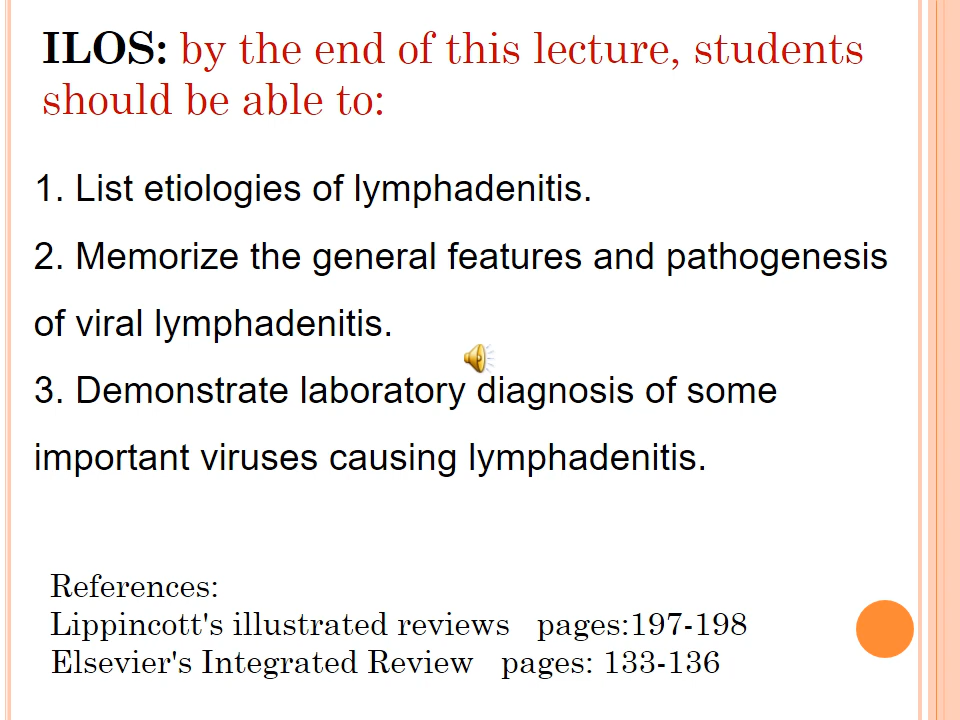 ILOS: by the end of this lecture, students
should be able to:
1. List etiologies of lymphadenitis.
2. Memorize the general features and pathogenesis
of viral lymphadenitis.
3. Demonstrate laboratory diagnosis of some
important viruses causing lymphadenitis.
References:
Lippincott's illustrated reviews pages:197-198
Elsevier's Integrated Review pages: 133-136